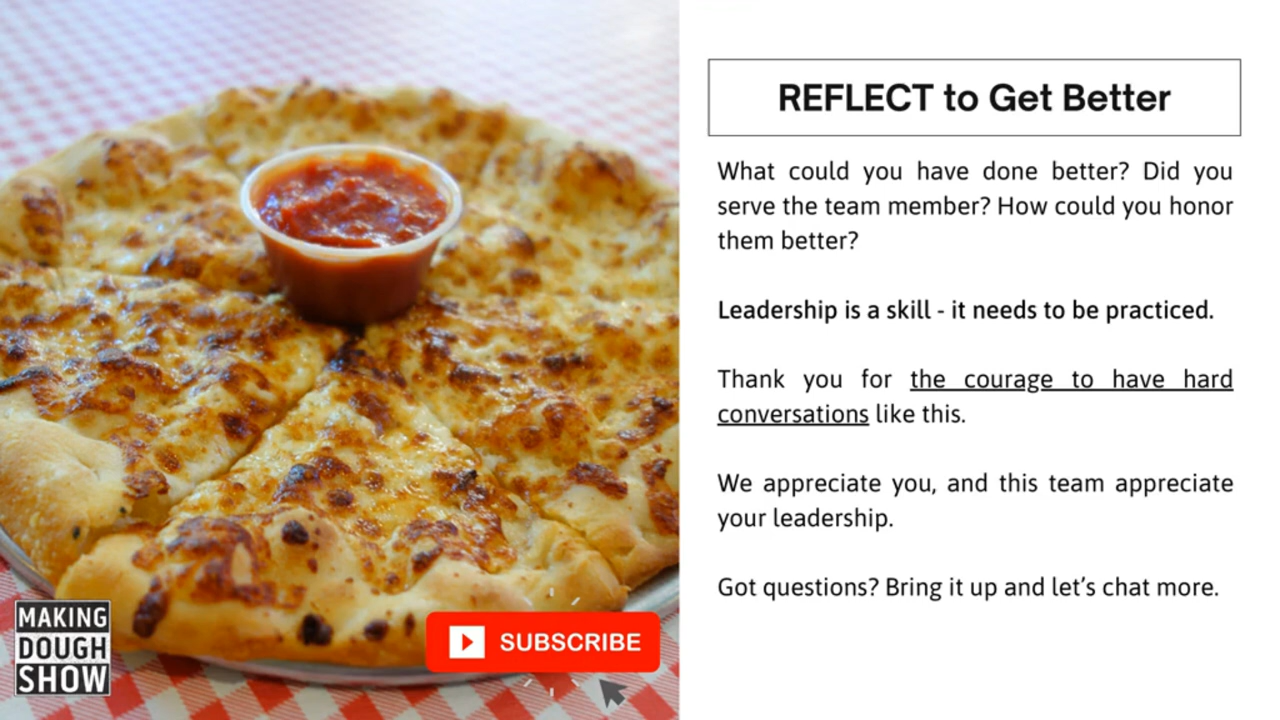 REFLECT to Get Better
What could you have done better? Did you
serve the team member? How could you honor
them better?
Leadership is a skill - it needs to be practiced.
Thank you for the courage to have hard
conversations like this.
We appreciate you, and this team appreciate
your leadership.
Got questions? Bring it up and let’s chat more.
MAKING
DOUGH
SHOW
SUBSCRIBE